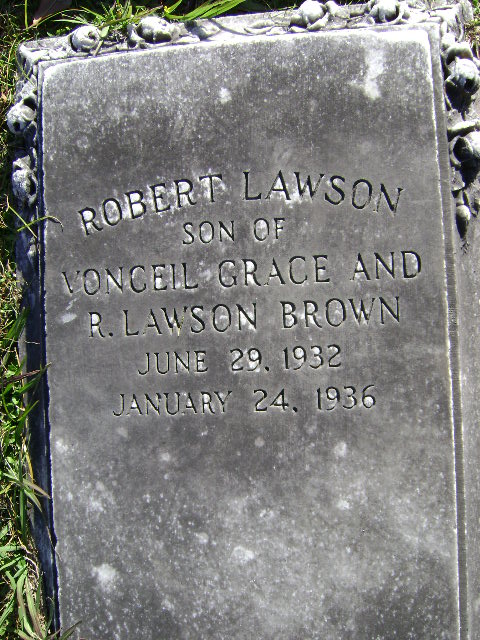 ROBERT LAWSON
SON OF
VONCEIL GRACE AND
R. LAWSON BROWN
JUNE 29, 1932
JANUARY 24, 1936